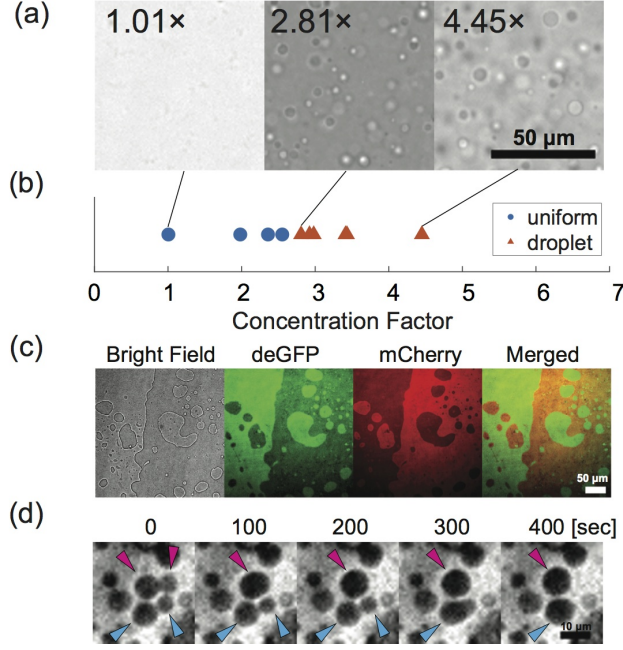 (a)
1.01× 2.81× 4.45×
50 µm
(b)
uniform
droplet
0 1 2 3 4 5 6 7
Concentration Factor
(c)
Bright Field deGFP mCherry Merged
50 µm
(d)
0 100 200 300 400 [sec]
10 µm